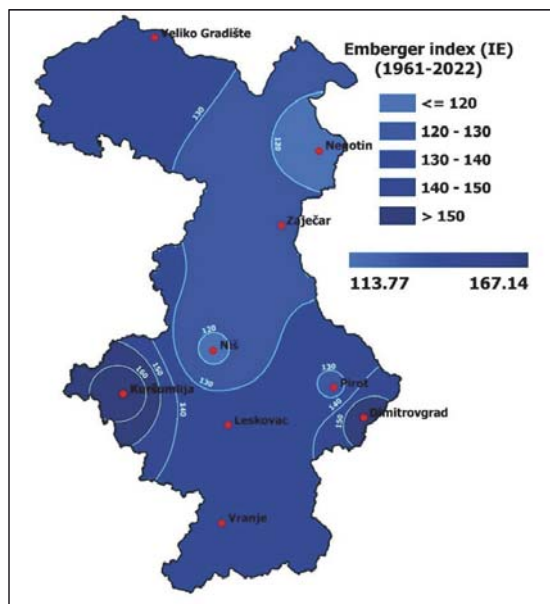 Veliko Gradište
Emberger index (IE)
(1961-2022)
<= 120
120 - 130
130 - 140
140 - 150
> 150
113.77 167.14
130
120
Negotin
Zaječar
120
Niš
130
150
160
140
Kuršumlija
130
Pirot
140
150
Dimitrovgrad
Leskovac
Vranje